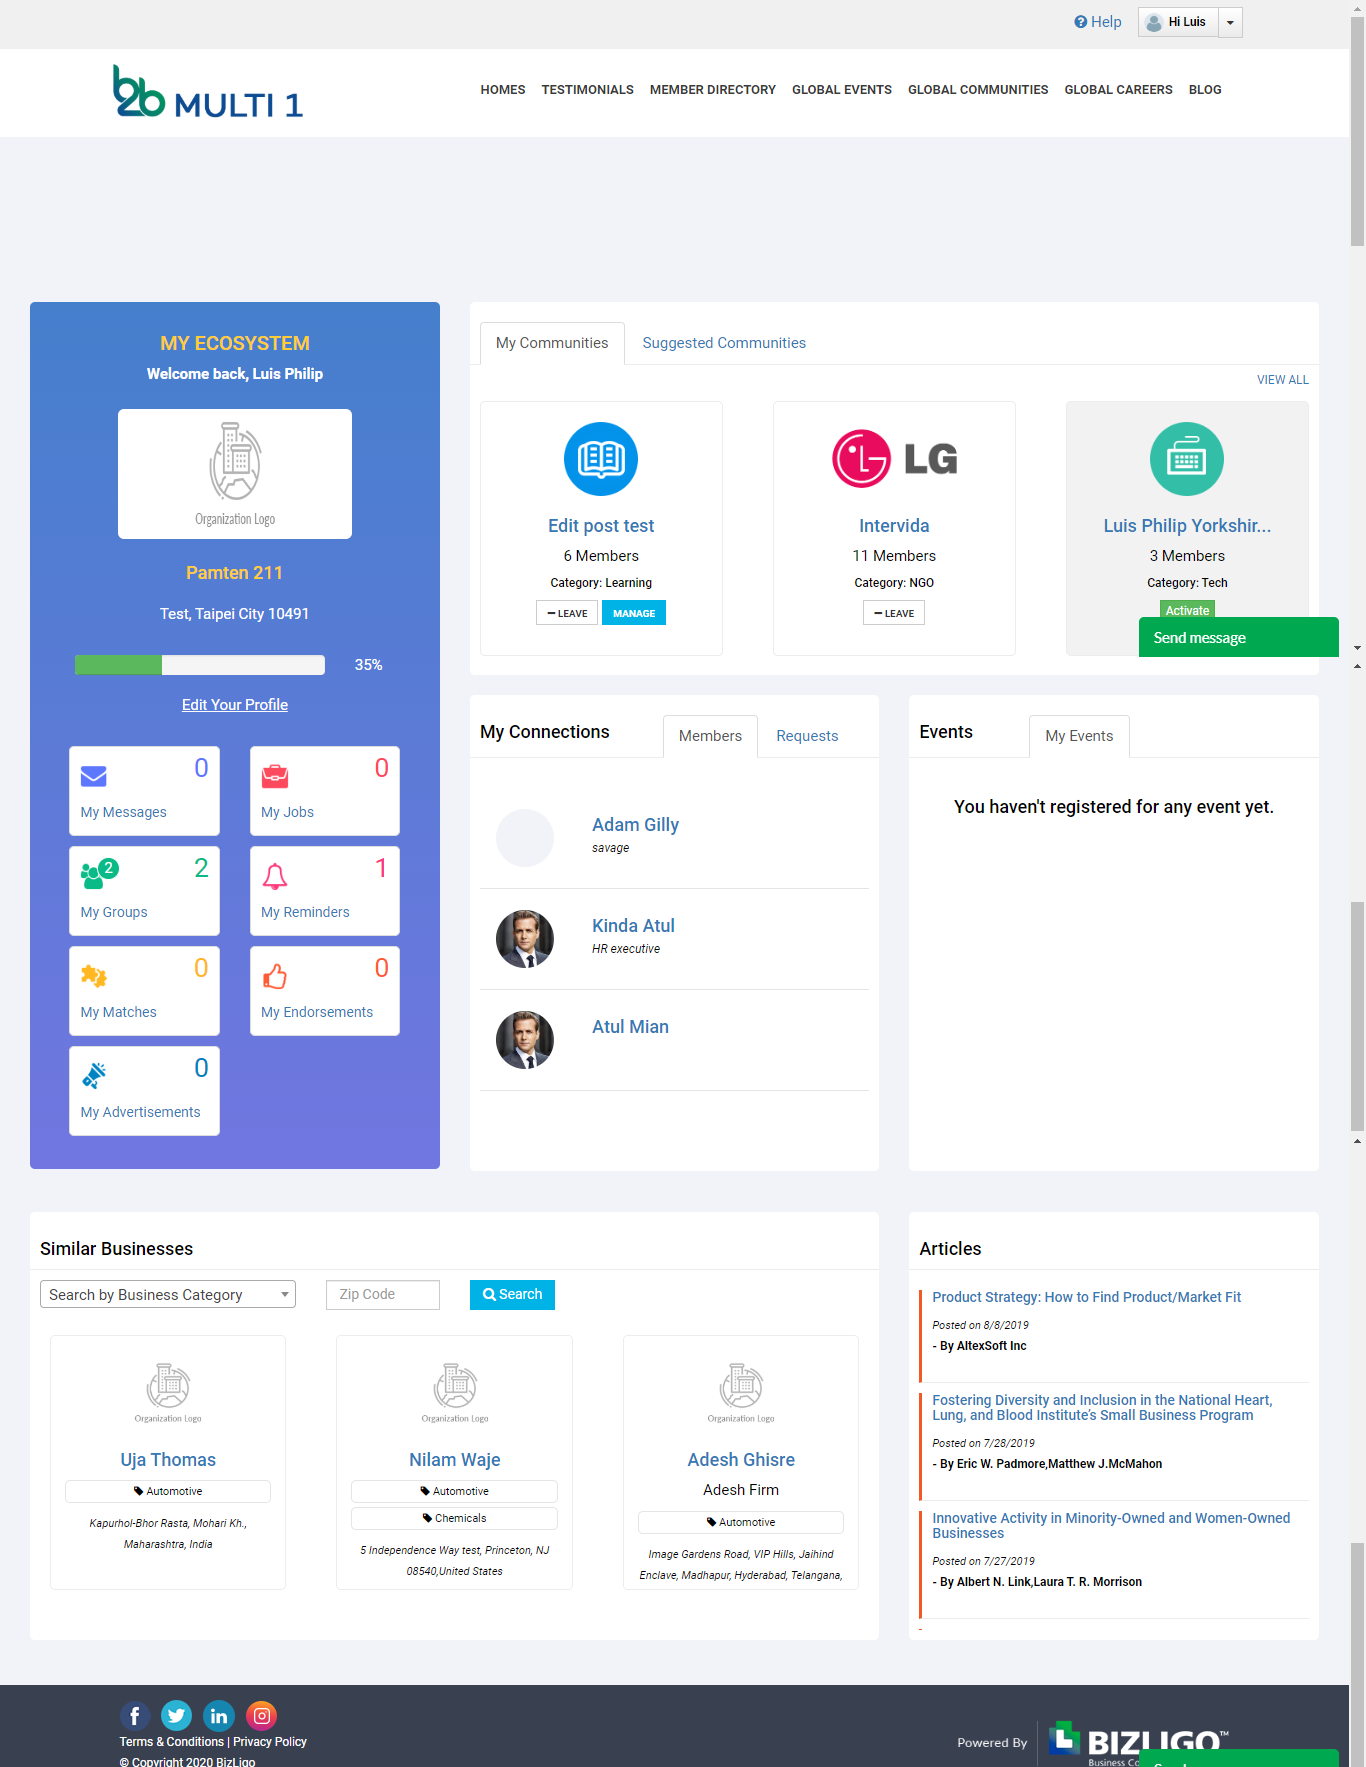 Help
Hi Luis
b2b MULTI 1
HOMES TESTIMONIALS MEMBER DIRECTORY GLOBAL EVENTS GLOBAL COMMUNITIES GLOBAL CAREERS BLOG
MY ECOSYSTEM
Welcome back, Luis Philip
Organization Logo
Pamten 211
Test, Taipei City 10491
35%
Edit Your Profile
0
My Messages
0
My Jobs
2
2
My Groups
1
My Reminders
0
My Matches
0
My Endorsements
0
My Advertisements
My Communities
Suggested Communities
VIEW ALL
Edit post test
6 Members
Category: Learning
LEAVE
MANAGE
LG
Intervida
11 Members
Category: NGO
LEAVE
Luis Philip Yorkshir...
3 Members
Category: Tech
Activate
Send message
My Connections
Members
Requests
Adam Gilly
savage
Kinda Atul
HR executive
Atul Mian
Events
My Events
You haven't registered for any event yet.
Similar Businesses
Search by Business Category
Zip Code
Search
Organization Logo
Uja Thomas
Automotive
Kapurhol-Bhor Rasta, Mohari Kh.,
Maharashtra, India
Organization Logo
Nilam Waje
Automotive
Chemicals
5 Independence Way test, Princeton, NJ
08540,United States
Organization Logo
Adesh Ghisre
Adesh Firm
Automotive
Image Gardens Road, VIP Hills, Jaihind
Enclave, Madhapur, Hyderabad, Telangana,
Articles
Product Strategy: How to Find Product/Market Fit
Posted on 8/8/2019
- By AltexSoft Inc
Fostering Diversity and Inclusion in the National Heart,
Lung, and Blood Institute's Small Business Program
Posted on 7/28/2019
- By Eric W. Padmore,Matthew J.McMahon
Innovative Activity in Minority-Owned and Women-Owned
Businesses
Posted on 7/27/2019
- By Albert N. Link,Laura T. R. Morrison
Terms & Conditions | Privacy Policy
© Copyright 2020 BizLigo
Powered By
BIZLIGO™
Business